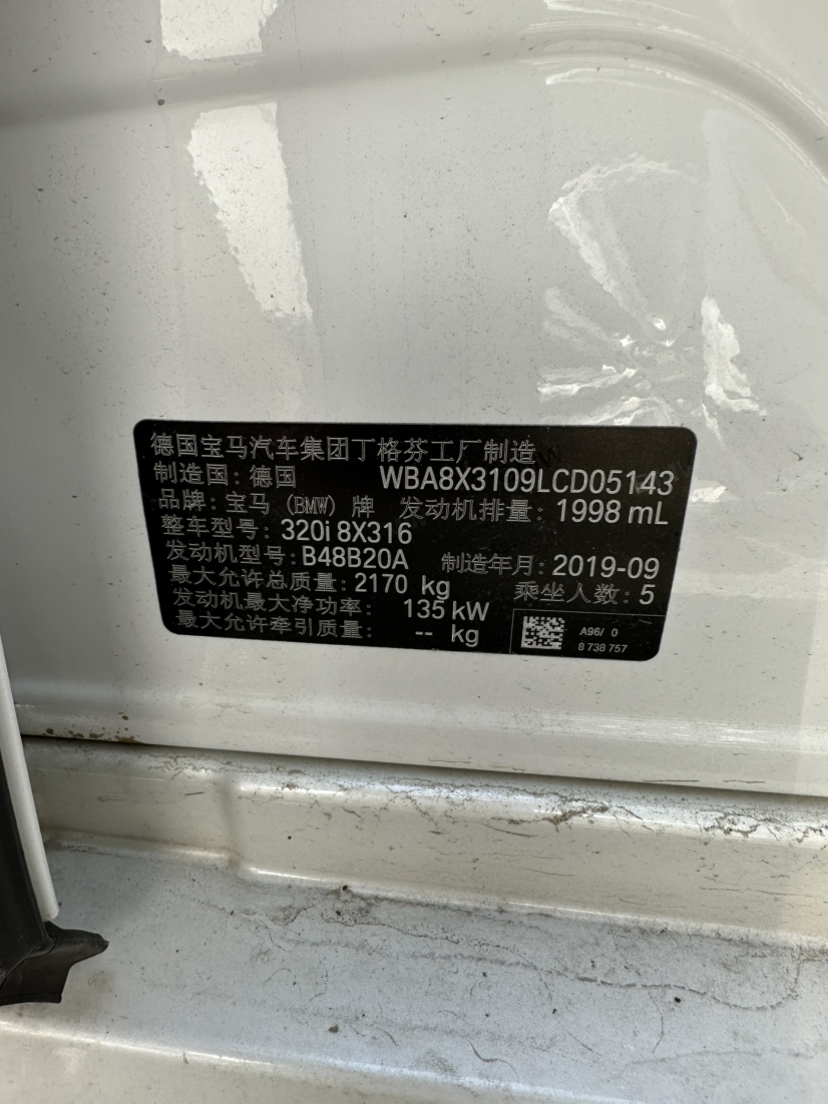 德国宝马汽车集团丁格芬工厂制造
制造国：德国 WBA8X3109LCD05143
品牌：宝马（BMW）牌 发动机排量：1998 mL
整车型号：320i 8X316
发动机型号：B48B20A 制造年月：2019-09
最大允许总质量：2170 kg 乘坐人数：5
发动机最大净功率： 135 kW
最大允许牵引质量： -- kg
A96/ 0
8 738 757